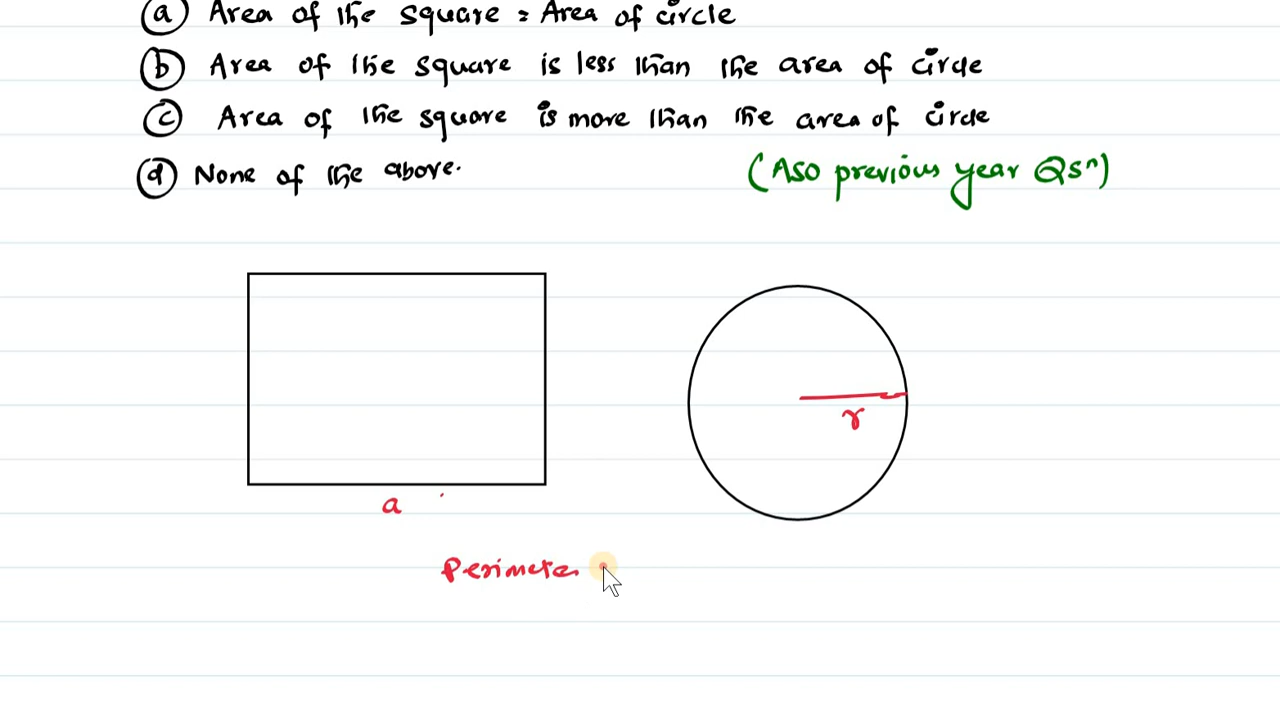 (a) Area of the square = Area of circle
(b) Area of the square is less than the area of circle
(c) Area of the square is more than the area of circle
(d) None of the above.
(ASO previous year Qsn)
r
a
Perimeter